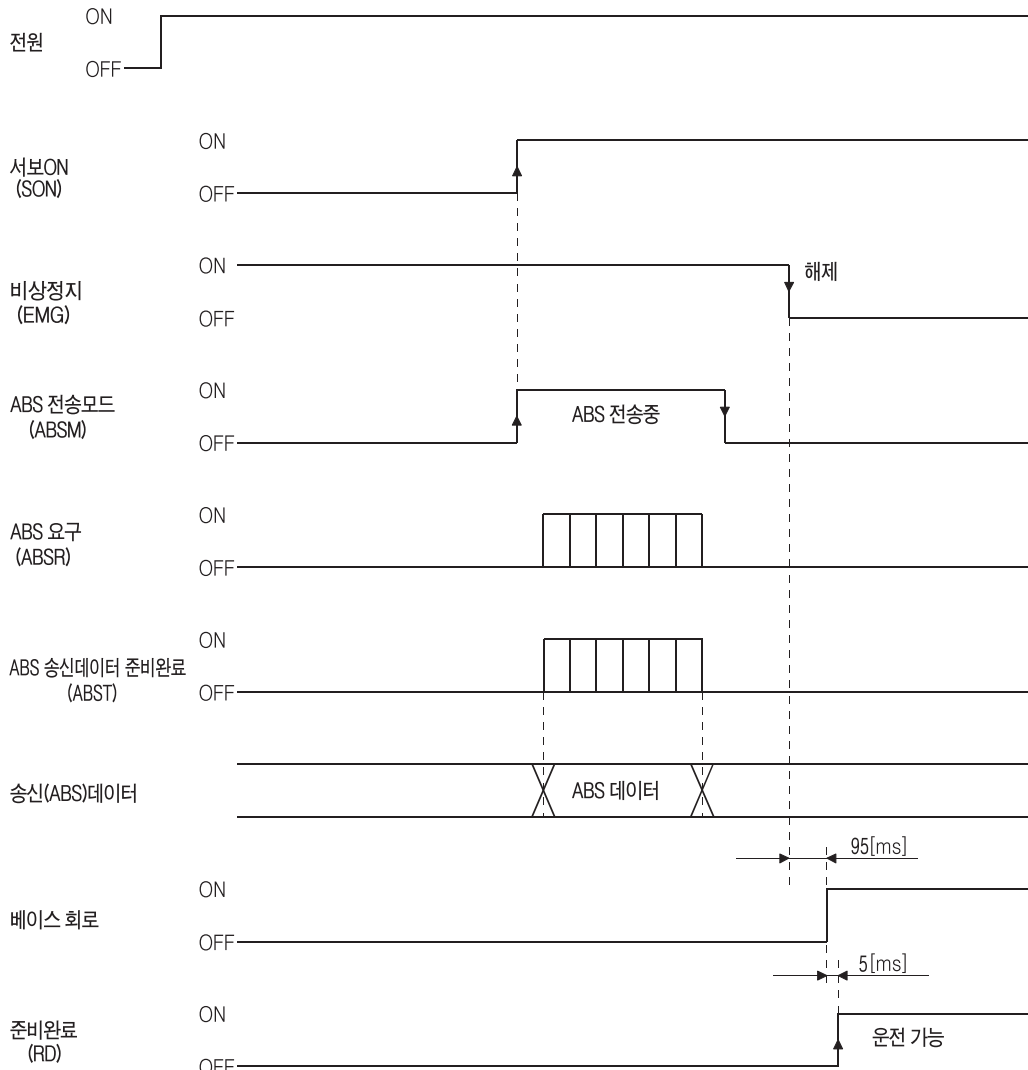 ON
전원
OFF
ON
서보ON
(SON)
OFF
ON
해제
비상정지
(EMG)
OFF
ON
ABS 전송모드
ABS 전송중
(ABSM)
OFF
ON
ABS 요구
(ABSR)
OFF
ON
ABS 송신데이터 준비완료
(ABST)
OFF
송신(ABS)데이터
ABS 데이터
95[ms]
ON
베이스 회로
OFF
5[ms]
ON
준비완료
운전 가능
(RD)
OFF